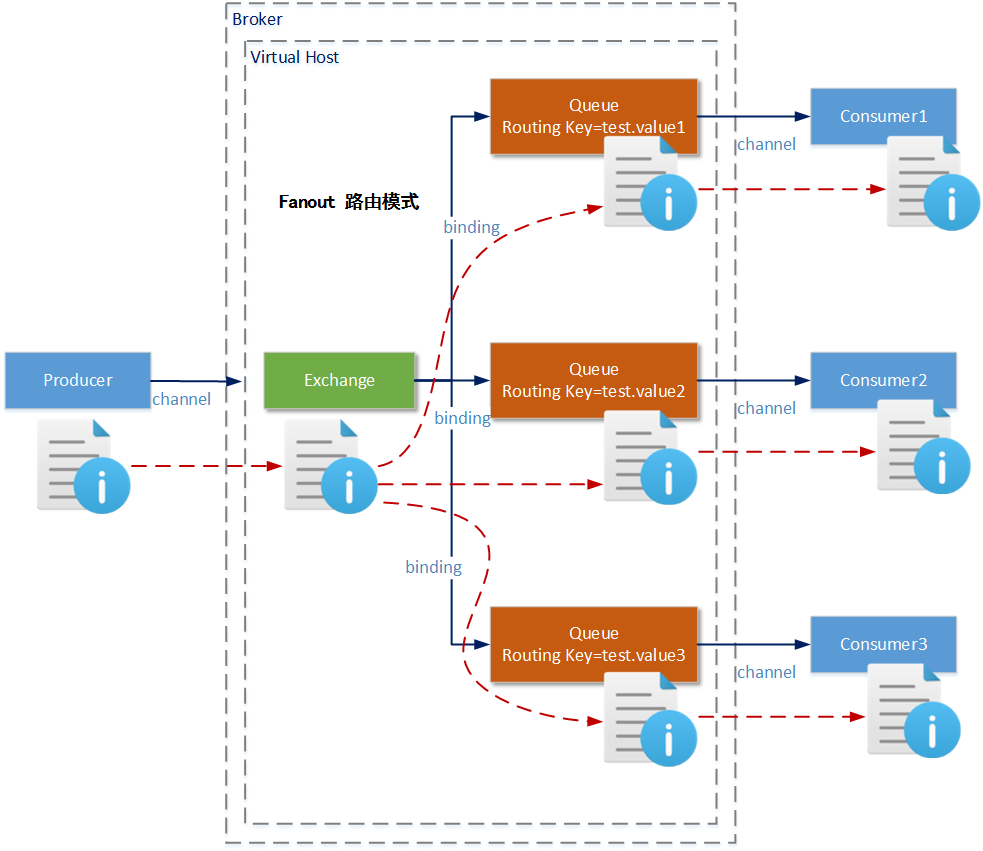 Broker
Virtual Host
Queue
Routing Key=test.value1
Consumer1
channel
Fanout 路由模式
binding
Producer
channel
Exchange
Queue
Routing Key=test.value2
Consumer2
channel
binding
binding
Queue
Routing Key=test.value3
Consumer3
channel